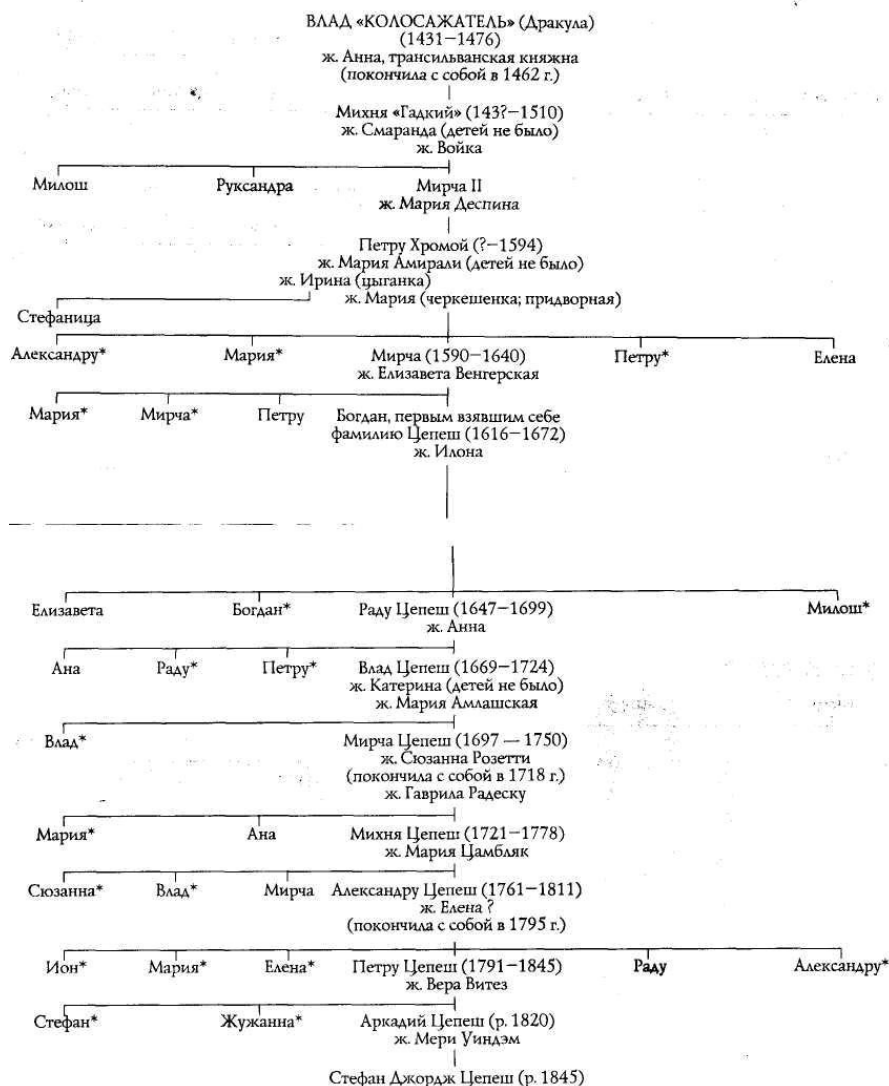 ВЛАД «КОЛОСАЖАТЕЛЬ» (Дракула)
(1431—1476)
ж. Анна, трансильванская княжна
(покончила с собой в 1462 г.)
Михня «Гадкий» (143?—1510)
ж. Смаранда (детей не было)
ж. Войка
Милош Руксандра Мирча II
ж. Мария Деспина
Петру Хромой (?—1594)
ж. Мария Амирали (детей не было)
ж. Ирина (цыганка)
ж. Мария (черкешенка; придворная)
Стефаница
Александру* Мария* Мирча (1590—1640) Петру* Елена
ж. Елизавета Венгерская
Мария* Мирча* Петру Богдан, первым взявшим себе
фамилию Цепеш (1616—1672)
ж. Илона
Елизавета Богдан* Раду Цепеш (1647—1699) Милош*
ж. Анна
Ана Раду* Петру* Влад Цепеш (1669—1724)
ж. Катерина (детей не было)
ж. Мария Амлашская
Влад* Мирча Цепеш (1697 — 1750)
ж. Сюзанна Розетти
(покончила с собой в 1718 г.)
ж. Гаврила Радеску
Мария* Ана Михня Цепеш (1721—1778)
ж. Мария Цамбляк
Сюзанна* Влад* Мирча Александру Цепеш (1761—1811)
ж. Елена ?
(покончила с собой в 1795 г.)
Ион* Мария* Елена* Петру Цепеш (1791—1845) Раду Александру*
ж. Вера Витез
Стефан* Жужанна* Аркадий Цепеш (р. 1820)
ж. Мери Уиндэм
Стефан Джордж Цепеш (р. 1845)